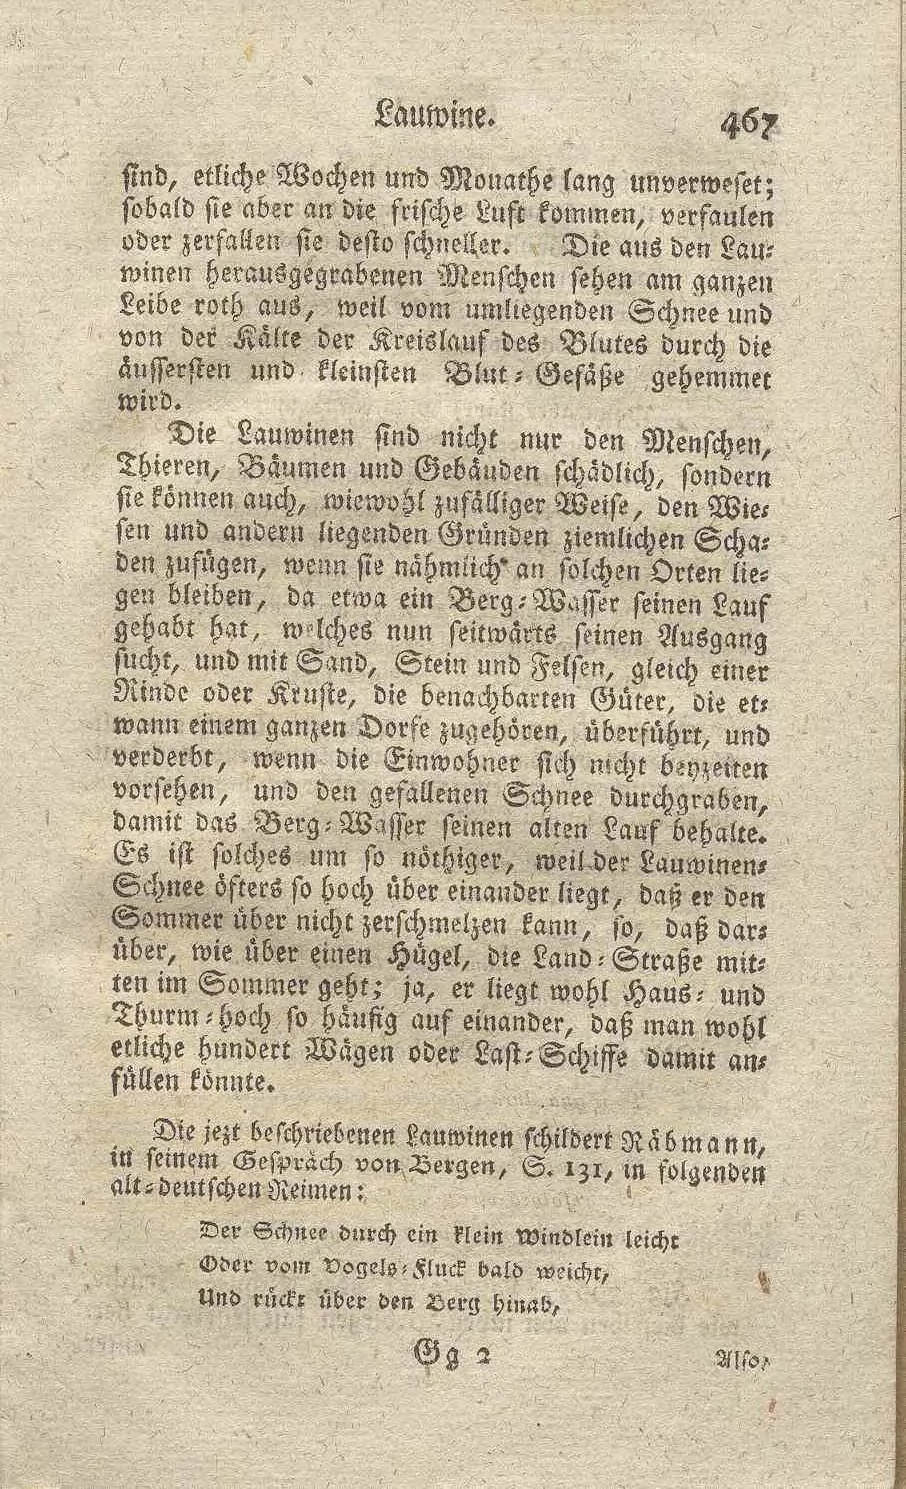 Lauwine. 467
sind, etliche Wochen und Monathe lang unverweset;
sobald sie aber an die frische Luft kommen, verfaulen
oder zerfallen sie desto schneller. Die aus den Lau-
winen herausgegrabenen Menschen sehen am ganzen
Leibe roth aus, weil vom umliegenden Schnee und
von der Kälte der Kreislauf des Blutes durch die
äussersten und kleinsten Blut-Gefäße gehemmet
wird.
Die Lauwinen sind nicht nur den Menschen,
Thieren, Bäumen und Gebäuden schädlich, sondern
sie können auch, wiewohl zufälliger Weise, den Wie-
sen und andern liegenden Gründen ziemlichen Scha-
den zufügen, wenn sie nähmlich an solchen Orten lie-
gen bleiben, da etwa ein Berg-Wasser seinen Lauf
gehabt hat, welches nun seitwärts seinen Ausgang
sucht, und mit Sand, Stein und Felsen, gleich einer
Rinde oder Kruste, die benachbarten Güter, die et-
wann einem ganzen Dorfe zugehören, überführt, und
verderbt, wenn die Einwohner sich nicht beyzeiten
vorsehen, und den gefallenen Schnee durchgraben,
damit das Berg-Wasser seinen alten Lauf behalte.
Es ist solches um so nöthiger, weil der Lauwinen-
Schnee öfters so hoch über einander liegt, daß er den
Sommer über nicht zerschmelzen kann, so, daß dar-
über, wie über einen Hügel, die Land-Straße mit-
ten im Sommer geht; ja, er liegt wohl Haus- und
Thurm-hoch so häufig auf einander, daß man wohl
etliche hundert Wägen oder Last-Schiffe damit an-
füllen könnte.
Die jezt beschriebenen Lauwinen schildert Räbmann,
in seinem Gespräch von Bergen, S. 131, in folgenden
alt-deutschen Reimen:
Der Schnee durch ein klein Windlein leicht
Oder vom Vogels-Fluck bald weicht,
Und rückt über den Berg hinab,
Gg 2 Also,